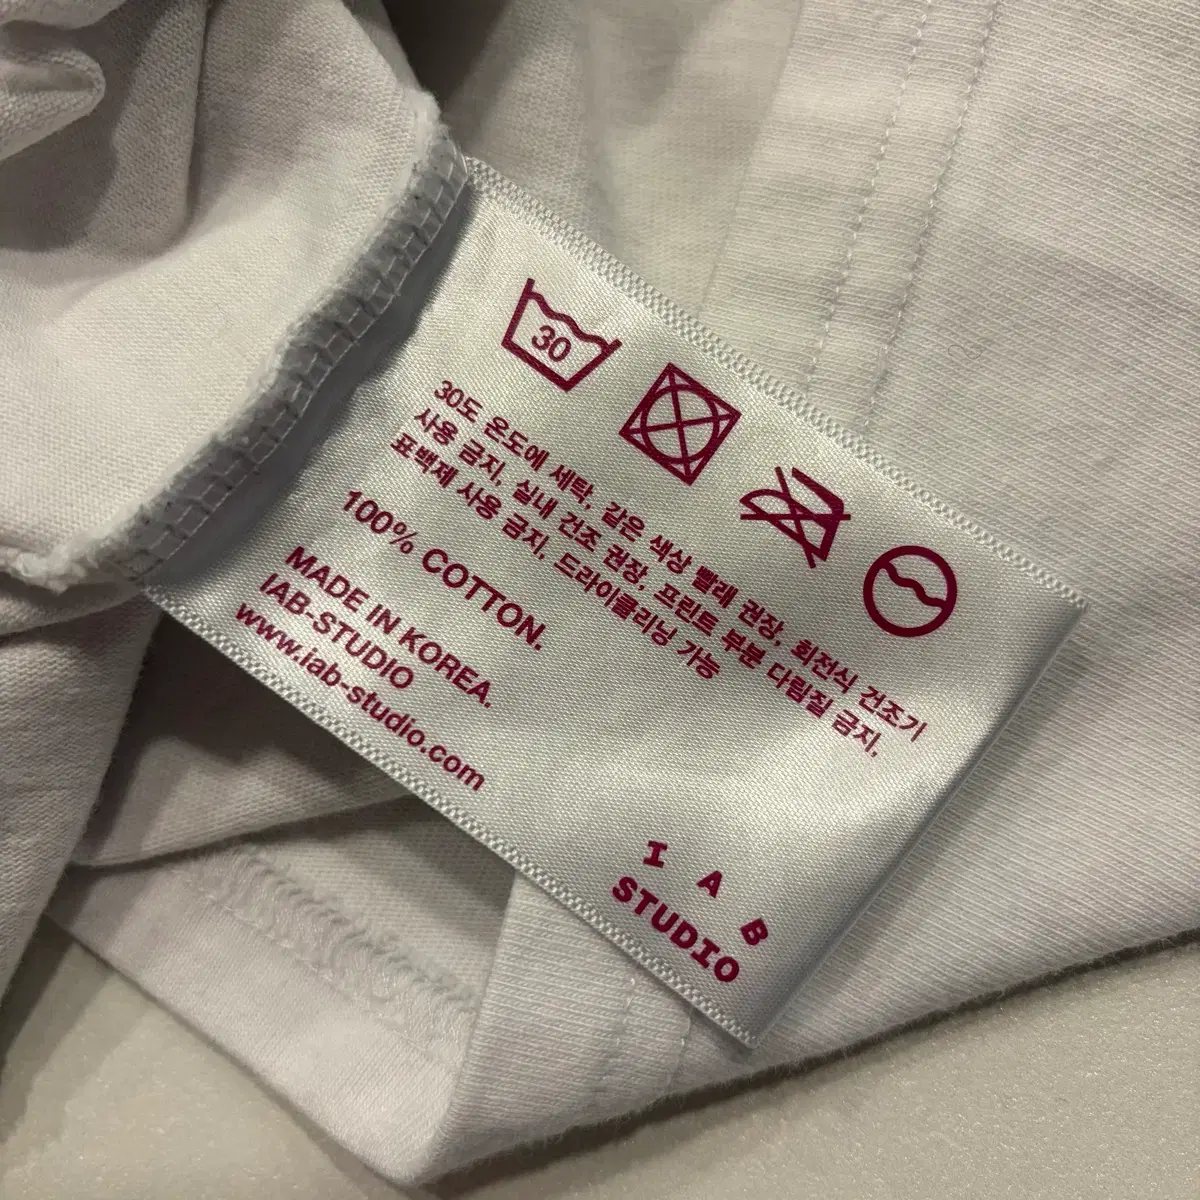 30
30도 온도에 세탁, 같은 색상 빨래 권장, 회전식 건조기
사용 금지, 실내 건조 권장, 프린트 부분 다림질 금지,
표백제 사용 금지, 드라이클리닝 가능
100% COTTON.
MADE IN KOREA.
IAB-STUDIO
www.iab-studio.com
I A B
STUDIO